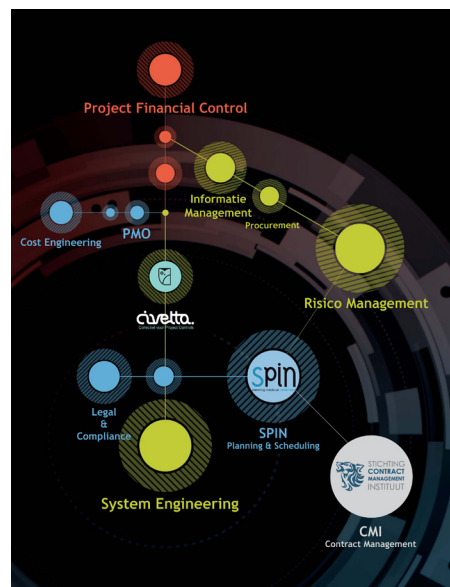 Project Financial Control
Informatie
Management
Procurement
Cost Engineering
PMO
Risico Management
civetta.
Collectief voor Project Controls
spin
Legal
&
Compliance
SPIN
Planning & Scheduling
System Engineering
STICHTING
CONTRACT
MANAGEMENT
INSTITUUT
CMI
Contract Management